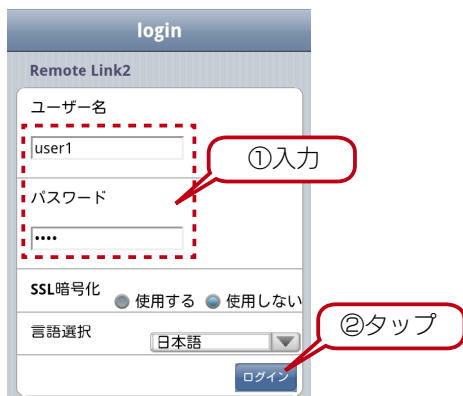 login
Remote Link2
ユーザー名
user1
①入力
パスワード
••••
SSL暗号化
使用する 使用しない
言語選択
日本語
②タップ
ログイン